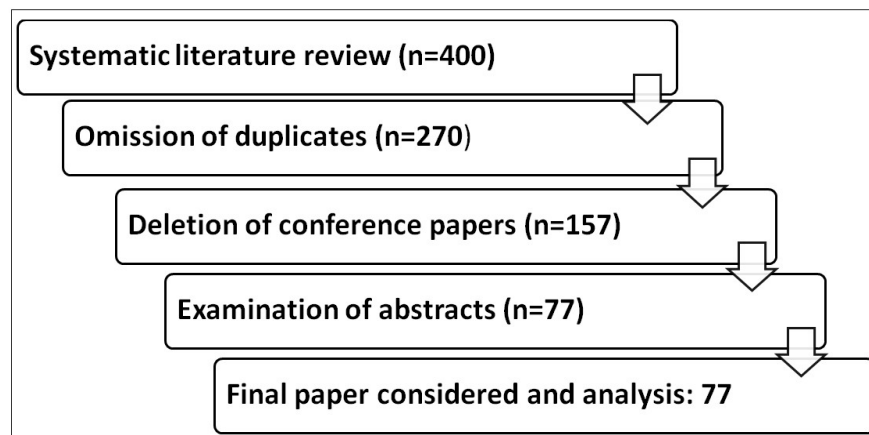 Systematic literature review (n=400)
Omission of duplicates (n=270)
Deletion of conference papers (n=157)
Examination of abstracts (n=77)
Final paper considered and analysis: 77